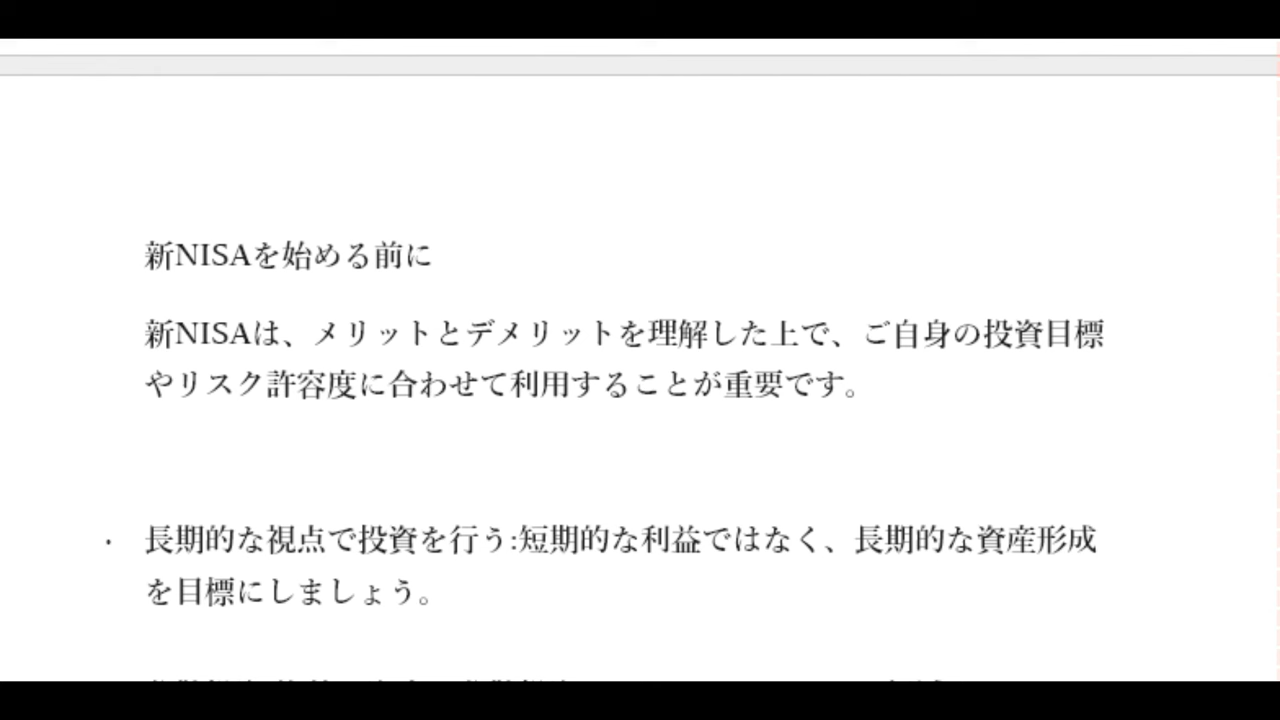 新NISAを始める前に
新NISAは、メリットとデメリットを理解した上で、ご自身の投資目標
やリスク許容度に合わせて利用することが重要です。
・ 長期的な視点で投資を行う:短期的な利益ではなく、長期的な資産形成
を目標にしましょう。